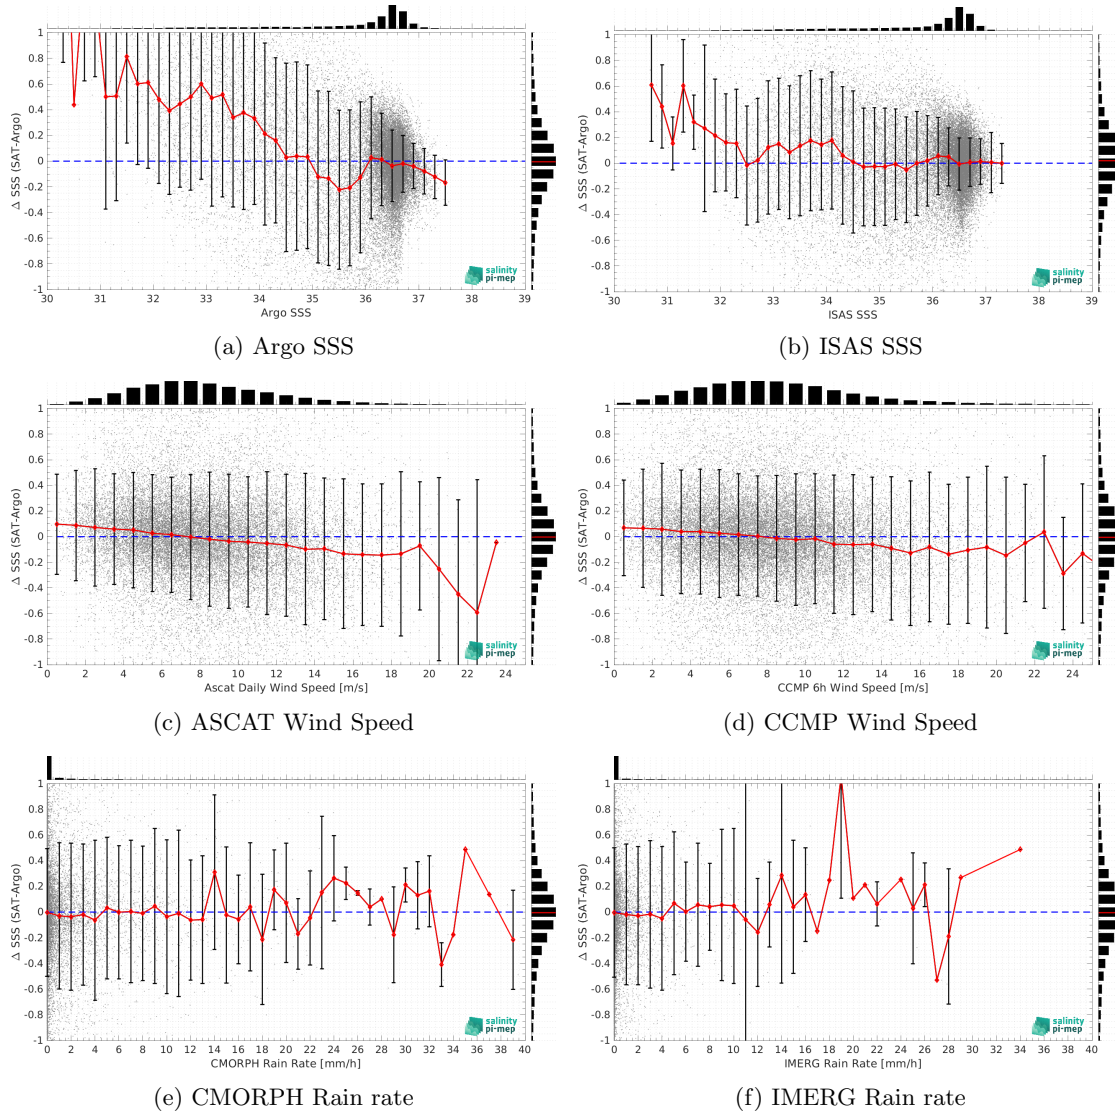 1
0.8
0.6
0.4
0.2
0
-0.2
-0.4
-0.6
-0.8
-1
Δ SSS (SAT-Argo)
30 31 32 33 34 35 36 37 38 39
Argo SSS
salinity
pi-mep
(a) Argo SSS
1
0.8
0.6
0.4
0.2
0
-0.2
-0.4
-0.6
-0.8
-1
Δ SSS (SAT-Argo)
30 31 32 33 34 35 36 37 38 39
ISAS SSS
salinity
pi-mep
(b) ISAS SSS
1
0.8
0.6
0.4
0.2
0
-0.2
-0.4
-0.6
-0.8
-1
Δ SSS (SAT-Argo)
0 2 4 6 8 10 12 14 16 18 20 22 24
Ascat Daily Wind Speed [m/s]
salinity
pi-mep
(c) ASCAT Wind Speed
1
0.8
0.6
0.4
0.2
0
-0.2
-0.4
-0.6
-0.8
-1
Δ SSS (SAT-Argo)
0 2 4 6 8 10 12 14 16 18 20 22 24
CCMP 6h Wind Speed [m/s]
salinity
pi-mep
(d) CCMP Wind Speed
1
0.8
0.6
0.4
0.2
0
-0.2
-0.4
-0.6
-0.8
-1
Δ SSS (SAT-Argo)
0 2 4 6 8 10 12 14 16 18 20 22 24 26 28 30 32 34 36 38 40
CMORPH Rain Rate [mm/h]
salinity
pi-mep
(e) CMORPH Rain rate
1
0.8
0.6
0.4
0.2
0
-0.2
-0.4
-0.6
-0.8
-1
Δ SSS (SAT-Argo)
0 2 4 6 8 10 12 14 16 18 20 22 24 26 28 30 32 34 36 38 40
IMERG Rain Rate [mm/h]
salinity
pi-mep
(f) IMERG Rain rate